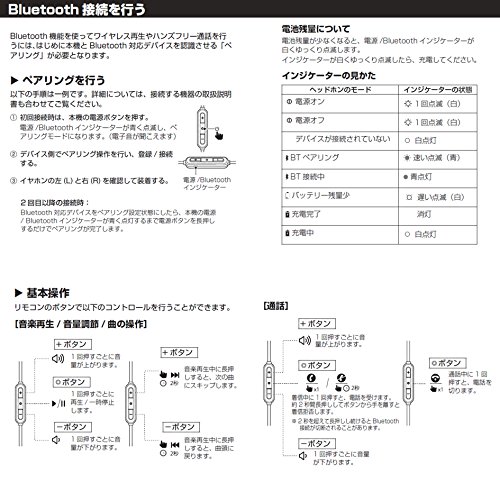 Bluetooth 接続を行う
Bluetooth 機能を使ってワイヤレス再生やハンズフリー通話を行
うには、はじめに本機と Bluetooth 対応デバイスを認識させる「ペ
アリング」が必要となります。
▶ ペアリングを行う
以下の手順は一例です。詳細については、接続する機器の取扱説明
書も合わせてご覧ください。
① 初回接続時は、本機の電源ボタンを押す。
電源 /Bluetooth インジケーターが青く点滅し、ペ
アリングモードになります。（電子音が聞こえます）
② デバイス側でペアリング操作を行い、登録 / 接続
する。
③ イヤホンの左 (L) と右 (R) を確認して装着する。
電源 /Bluetooth
インジケーター
2回目以降の接続時：
Bluetooth 対応デバイスをペアリング設定状態にしたら、本機の電源
/ Bluetooth インジケーターが青く点灯するまで電源ボタンを長押し
するだけでペアリングが完了します。
電池残量について
電池残量が少なくなると、電源 /Bluetooth インジケーターが
白くゆっくり点滅します。
インジケーターが白くゆっくり点滅したら、充電してください。
インジケーターの見かた
ヘッドホンのモード インジケーターの状態
電源オン 1 回点滅（白）
電源オフ 1 回点滅（白）
デバイスが接続されていない 白点灯
BT ペアリング 速い点滅（青）
BT 接続中 青点灯
バッテリー残量少 遅い点滅（白）
充電完了 消灯
充電中 白点灯
▶ 基本操作
リモコンのボタンで以下のコントロールを行うことができます。
[音楽再生 / 音量調節 / 曲の操作]
＋ボタン
1 回押すごとに音
量が上がります。
ボタン
1 回押すごとに
再生 / 一時停止
します。
－ボタン
1 回押すごとに音
量が下がります。
＋ボタン
2秒
音楽再生中に長押
しすると、次の曲
にスキップします。
－ボタン
2秒
音楽再生中に長押
しすると、曲頭に
戻ります。
[通話]
＋ボタン
1 回押すごとに音
量が上がります。
ボタン
x1 / 2秒
着信中に 1 回押すと、電話を受けます。
約 2 秒間長押ししてボタンから手を離すと
着信拒否します。
※ 2 秒を超えて長押しし続けると Bluetooth
接続が切断されることがあります。
－ボタン
1 回押すごとに音量
が下がります。
ボタン
x1
通話中に 1 回
押すと、電話を
切ります。